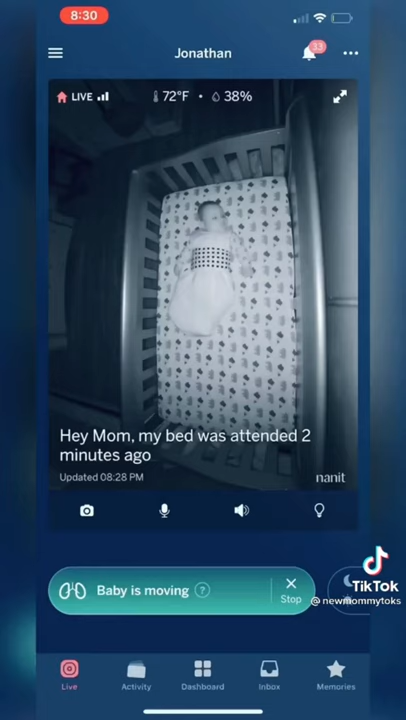 8:30
Jonathan
33
LIVE 72°F • 38%
Hey Mom, my bed was attended 2
minutes ago
Updated 08:28 PM
nanit
Baby is moving ?
Stop
TikTok
@newmommytoks
Live
Activity
Dashboard
Inbox
Memories